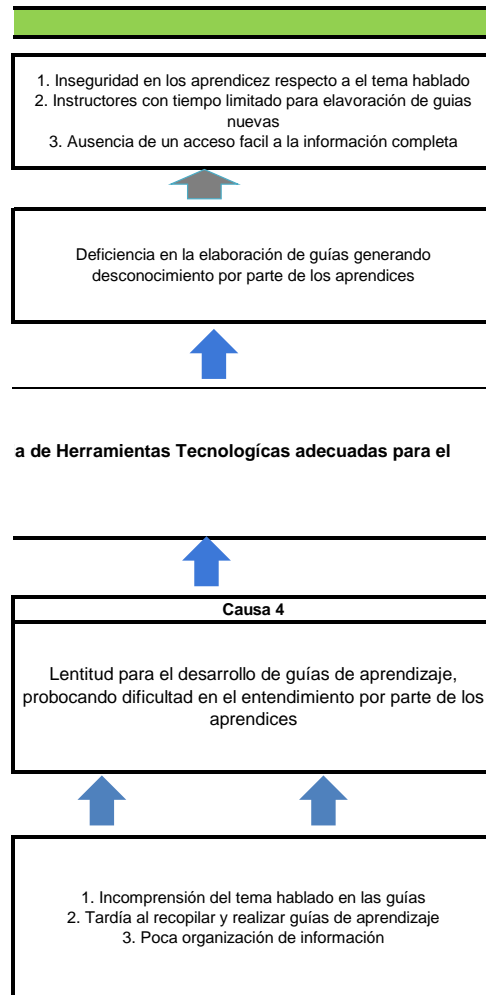 1. Inseguridad en los aprendicez respecto a el tema hablado
2. Instructores con tiempo limitado para elavoración de guias
nuevas
3. Ausencia de un acceso facil a la información completa
Deficiencia en la elaboración de guías generando
desconocimiento por parte de los aprendices
a de Herramientas Tecnologícas adecuadas para el
Causa 4
Lentitud para el desarrollo de guías de aprendizaje,
probocando dificultad en el entendimiento por parte de los
aprendices
1. Incomprensión del tema hablado en las guías
2. Tardía al recopilar y realizar guías de aprendizaje
3. Poca organización de información